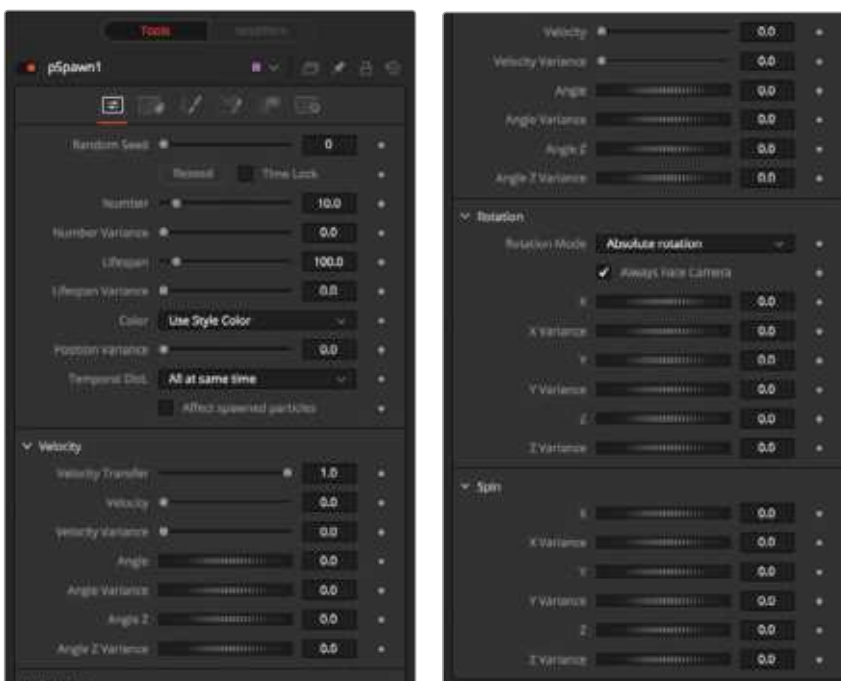 Tools
Modifiers
pSpawn1
Random Seed 0
Reseed Time Lock
Number 10.0
Number Variance 0.0
Lifespan 100.0
Lifespan Variance 0.0
Color Use Style Color
Position Variance 0.0
Temporal Dist. All at same time
Affect spawned particles
Velocity
Velocity Transfer 1.0
Velocity 0.0
Velocity Variance 0.0
Angle 0.0
Angle Variance 0.0
Angle Z 0.0
Angle Z Variance 0.0
Velocity 0.0
Velocity Variance 0.0
Angle 0.0
Angle Variance 0.0
Angle Z 0.0
Angle Z Variance 0.0
Rotation
Rotation Mode Absolute rotation
Always Face Camera
X 0.0
X Variance 0.0
Y 0.0
Y Variance 0.0
Z 0.0
Z Variance 0.0
Spin
X 0.0
X Variance 0.0
Y 0.0
Y Variance 0.0
Z 0.0
Z Variance 0.0